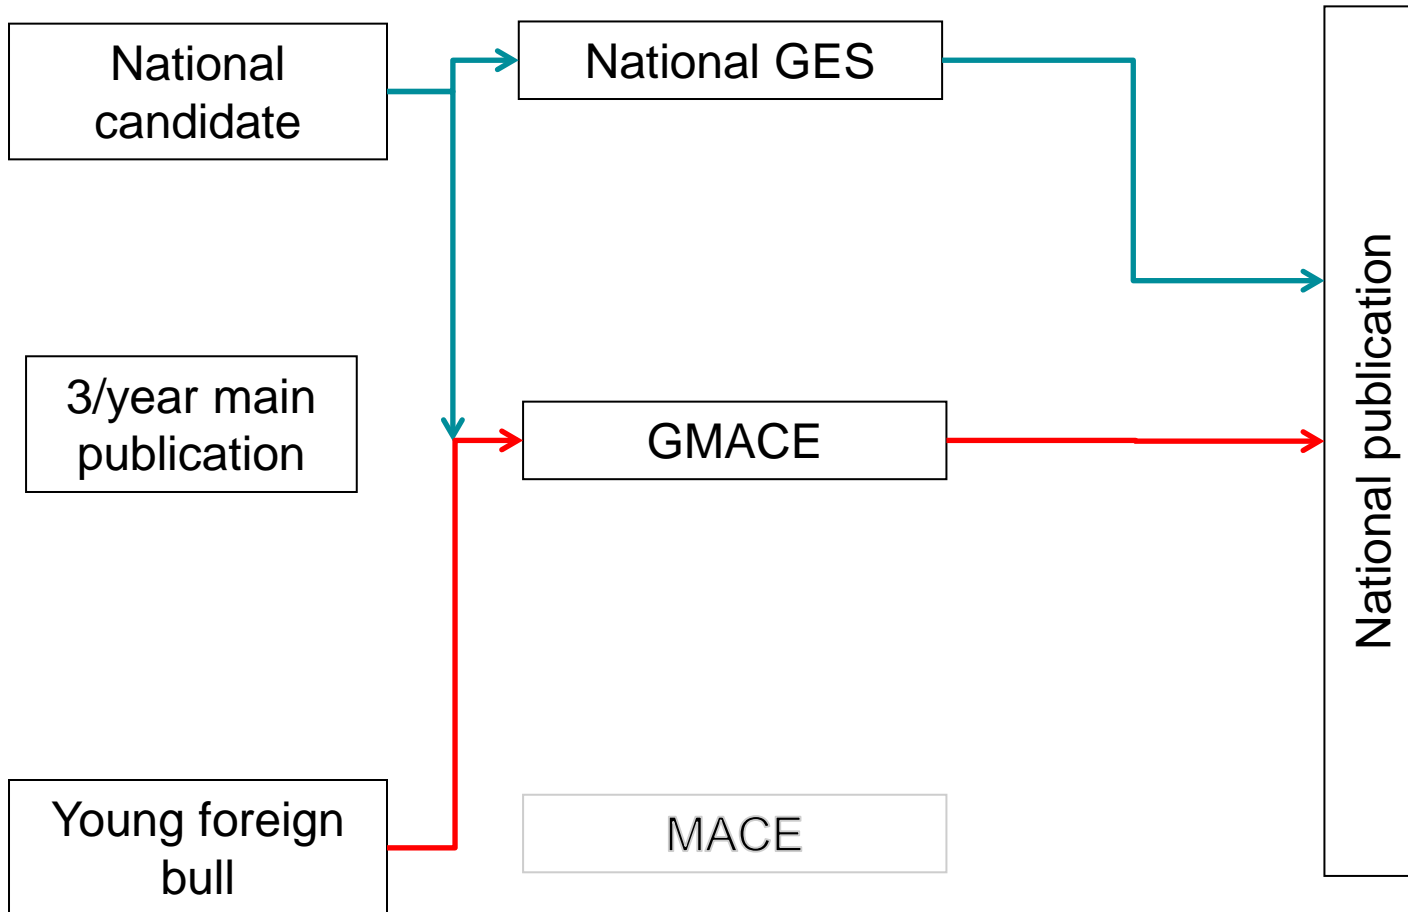 National
candidate
National GES
3/year main
publication
GMACE
National publication
Young foreign
bull
MACE